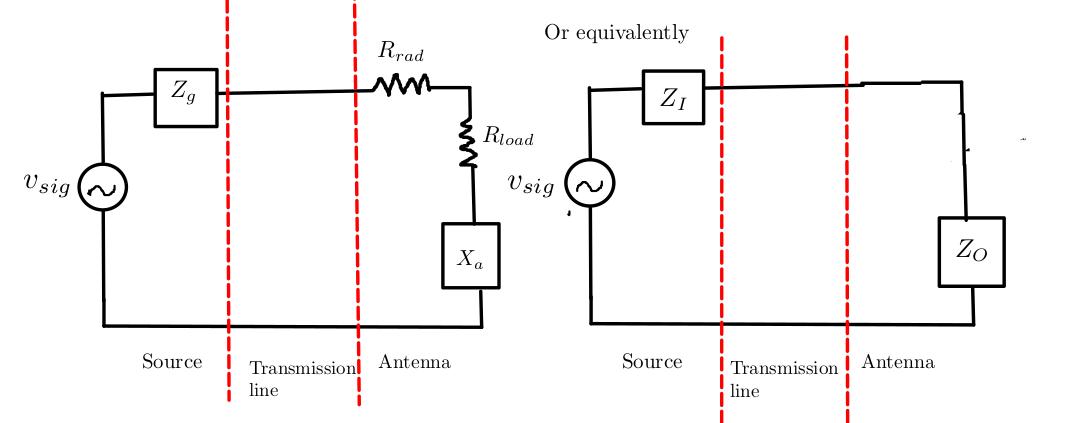 Or equivalently
R_{rad}
Z_g
Z_I
R_{load}
v_{sig}
v_{sig}
X_a
Z_O
Source
Transmission
line
Antenna
Source
Transmission
line
Antenna